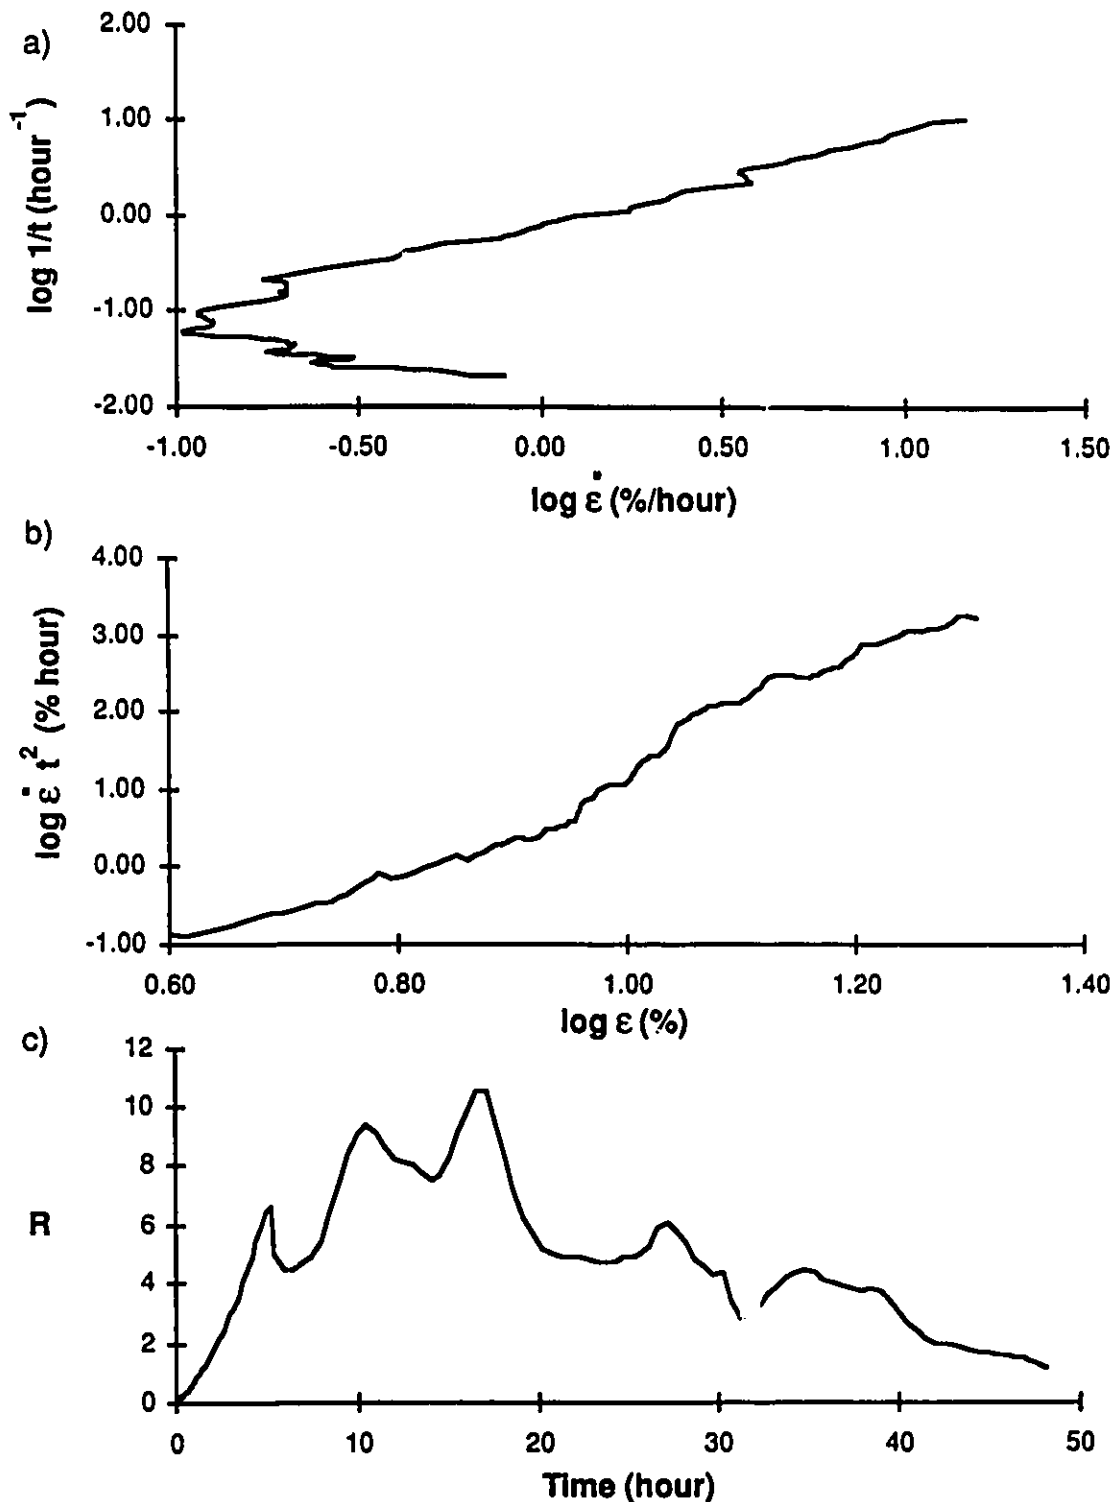 a)
2.00
1.00
0.00
-1.00
-2.00
log 1/t (hour⁻¹)
-1.00 -0.50 0.00 0.50 1.00 1.50
log ε̇ (%/hour)
b)
4.00
3.00
2.00
1.00
0.00
-1.00
log ε̇ t² (% hour)
0.60 0.80 1.00 1.20 1.40
log ε (%)
c)
12
10
8
6
4
2
0
R
0 10 20 30 40 50
Time (hour)